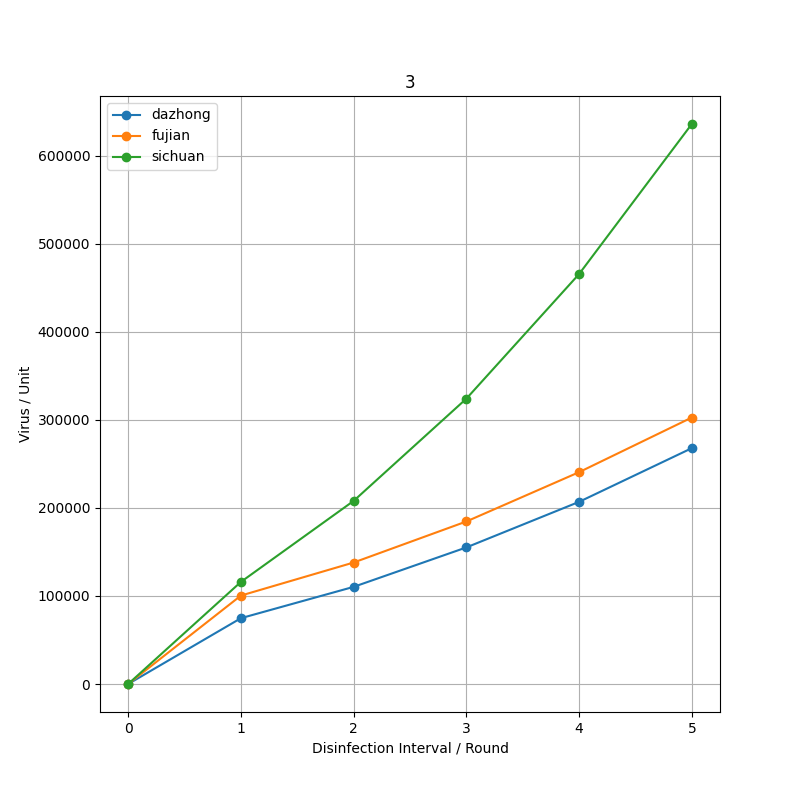 3
dazhong
fujian
sichuan
600000
500000
400000
300000
200000
100000
0
Virus / Unit
0 1 2 3 4 5
Disinfection Interval / Round